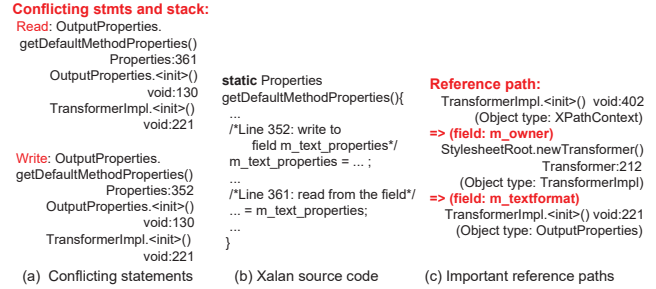 Conflicting stmts and stack:
Read: OutputProperties.
getDefaultMethodProperties()
Properties:361
OutputProperties.<init>()
void:130
TransformerImpl.<init>()
void:221
Write: OutputProperties.
getDefaultMethodProperties()
Properties:352
OutputProperties.<init>()
void:130
TransformerImpl.<init>()
void:221
(a) Conflicting statements
static Properties
getDefaultMethodProperties(){
...
/*Line 352: write to
field m_text_properties*/
m_text_properties = ... ;
...
/*Line 361: read from the field*/
... = m_text_properties;
...
}
(b) Xalan source code
Reference path:
TransformerImpl.<init>() void:402
(Object type: XPathContext)
=> (field: m_owner)
StylesheetRoot.newTransformer()
Transformer:212
(Object type: TransformerImpl)
=> (field: m_textformat)
TransformerImpl.<init>() void:221
(Object type: OutputProperties)
(c) Important reference paths